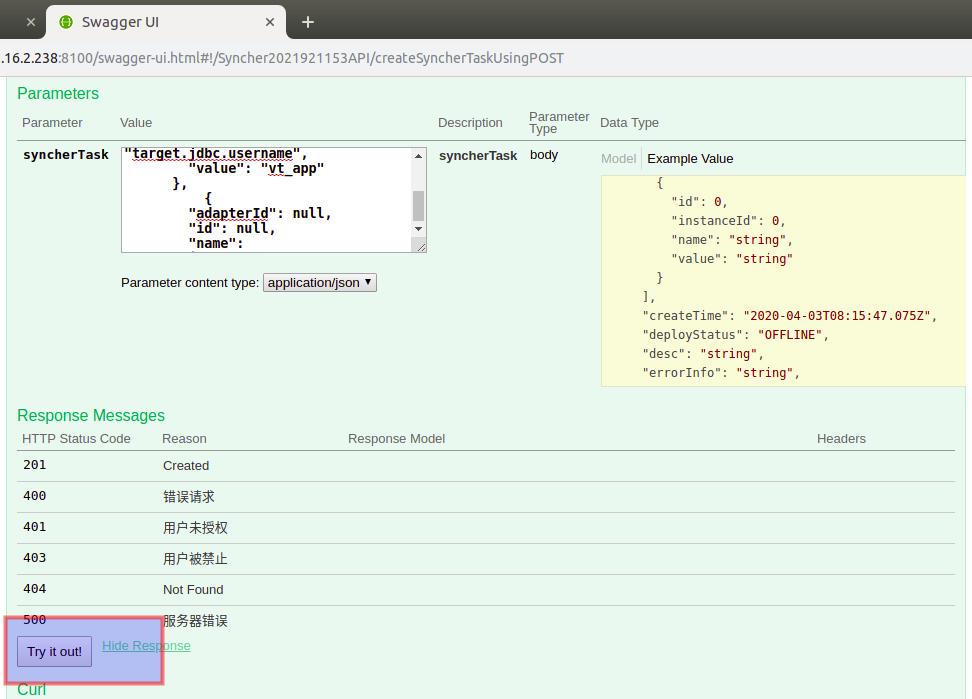 Swagger UI
.16.2.238:8100/swagger-ui.html#!/Syncher2021921153API/createSyncherTaskUsingPOST
Parameters
Parameter Value Description Parameter Type Data Type
syncherTask
"target.jdbc.username",
"value": "vt_app"
},
{
"adapterId": null,
"id": null,
"name":
Parameter content type: application/json
syncherTask body
Model Example Value
{
"id": 0,
"instanceId": 0,
"name": "string",
"value": "string"
}
],
"createTime": "2020-04-03T08:15:47.075Z",
"deployStatus": "OFFLINE",
"desc": "string",
"errorInfo": "string",
Response Messages
HTTP Status Code Reason Response Model Headers
201 Created
400 错误请求
401 用户未授权
403 用户被禁止
404 Not Found
500 服务器错误
Try it out! Hide Response
Curl